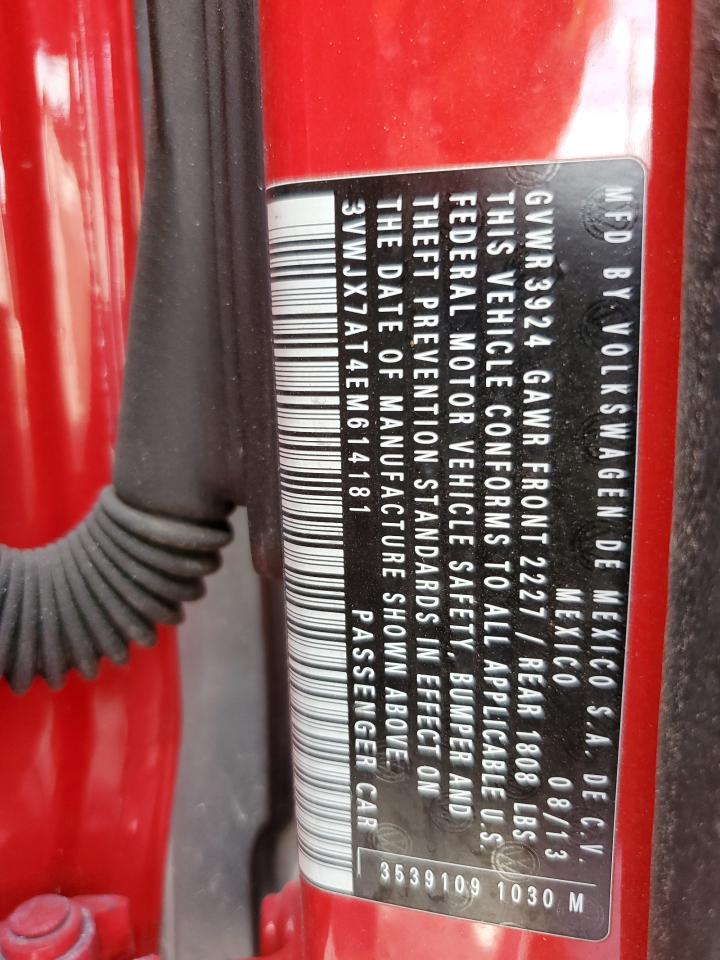 MFD BY VOLKSWAGEN DE MEXICO S.A. DE C.V.
MEXICO 08/13
GVWR 3924 GAWR FRONT 2227 / REAR 1808 LBS
THIS VEHICLE CONFORMS TO ALL APPLICABLE U.S.
FEDERAL MOTOR VEHICLE SAFETY, BUMPER AND
THEFT PREVENTION STANDARDS IN EFFECT ON
THE DATE OF MANUFACTURE SHOWN ABOVE
3VWJX7AT4EM614181 PASSENGER CAR
3539109 1030 M